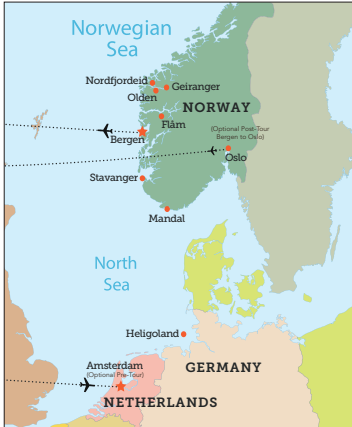 Norwegian
Sea
Nordfjordeid
Geiranger
Olden
NORWAY
Flåm
(Optional Post-Tour
Bergen to Oslo)
Bergen
Oslo
Stavanger
Mandal
North
Sea
Heligoland
Amsterdam
(Optional Pre-Tour)
GERMANY
NETHERLANDS